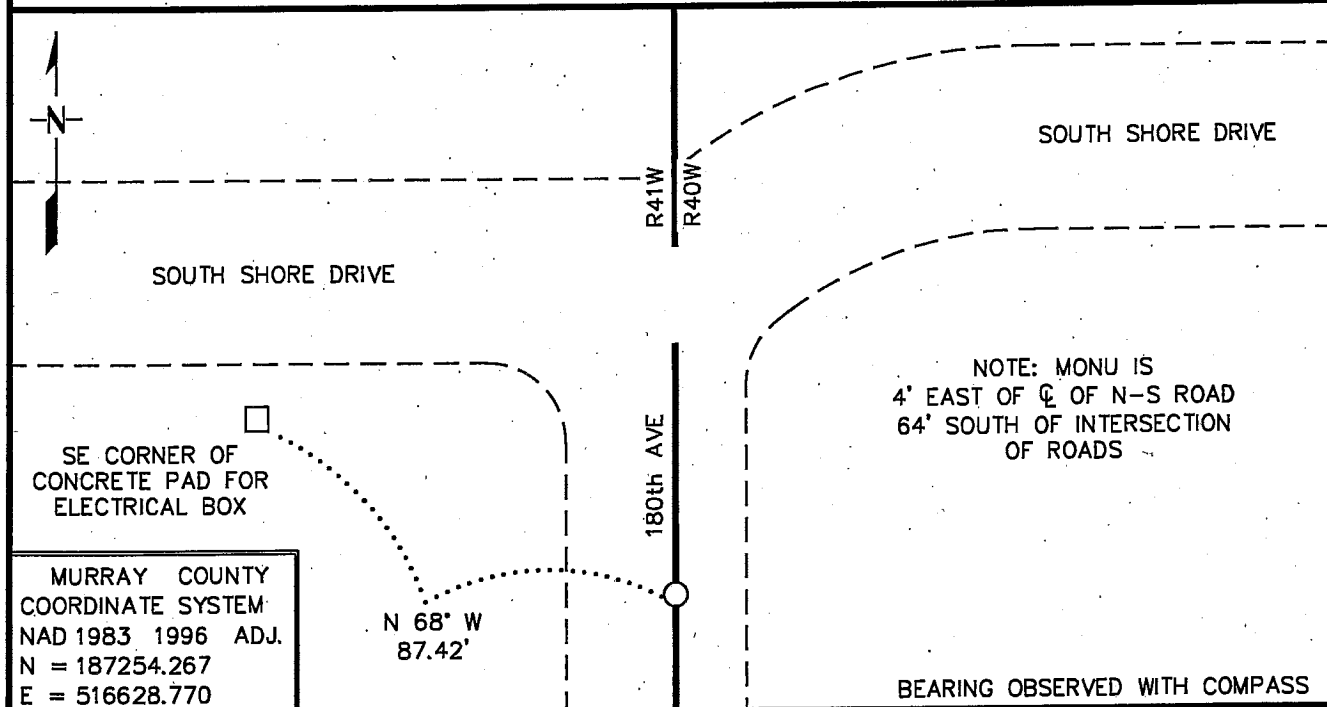 N
SOUTH SHORE DRIVE
R41W
R40W
SOUTH SHORE DRIVE
NOTE: MONU IS
4' EAST OF ℄ OF N-S ROAD
64' SOUTH OF INTERSECTION
OF ROADS
180th AVE
SE CORNER OF
CONCRETE PAD FOR
ELECTRICAL BOX
N 68° W
87.42'
MURRAY COUNTY
COORDINATE SYSTEM
NAD 1983 1996 ADJ.
N = 187254.267
E = 516628.770
BEARING OBSERVED WITH COMPASS